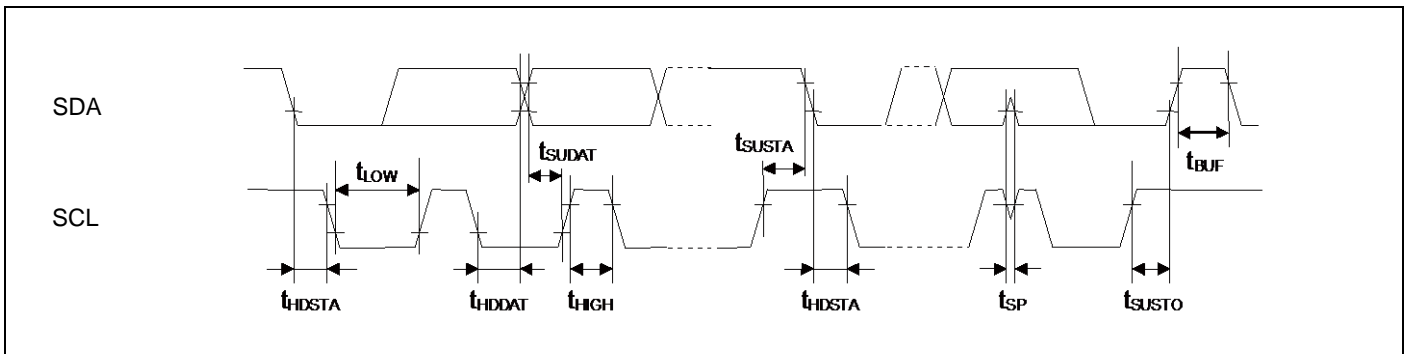 SDA
tSUDAT
tSUSTA
tLOW
tBUF
SCL
tHDSTA
tHDDAT
tHIGH
tHDSTA
tSP
tSUSTO